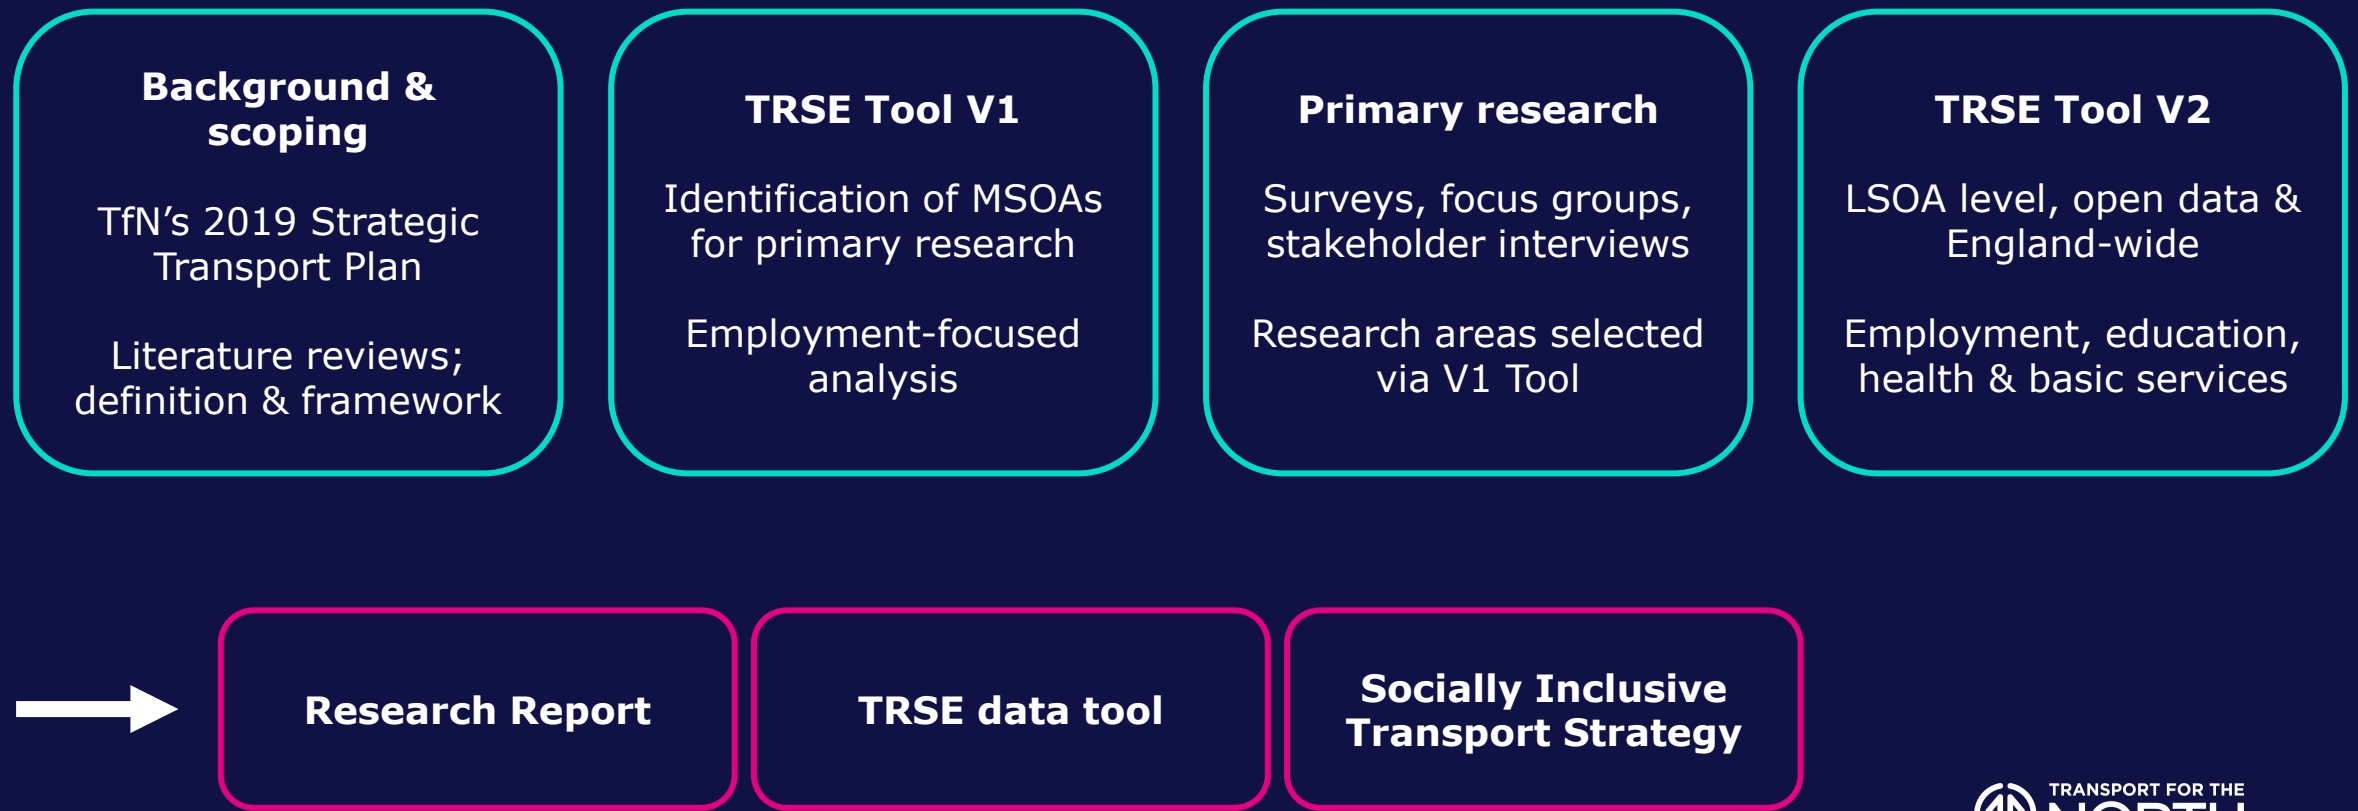 Background &
scoping
TfN's 2019 Strategic
Transport Plan
Literature reviews;
definition & framework
TRSE Tool V1
Identification of MSOAs
for primary research
Employment-focused
analysis
Primary research
Surveys, focus groups,
stakeholder interviews
Research areas selected
via V1 Tool
TRSE Tool V2
LSOA level, open data &
England-wide
Employment, education,
health & basic services
Research Report
TRSE data tool
Socially Inclusive
Transport Strategy
TRANSPORT FOR THE
NORTH